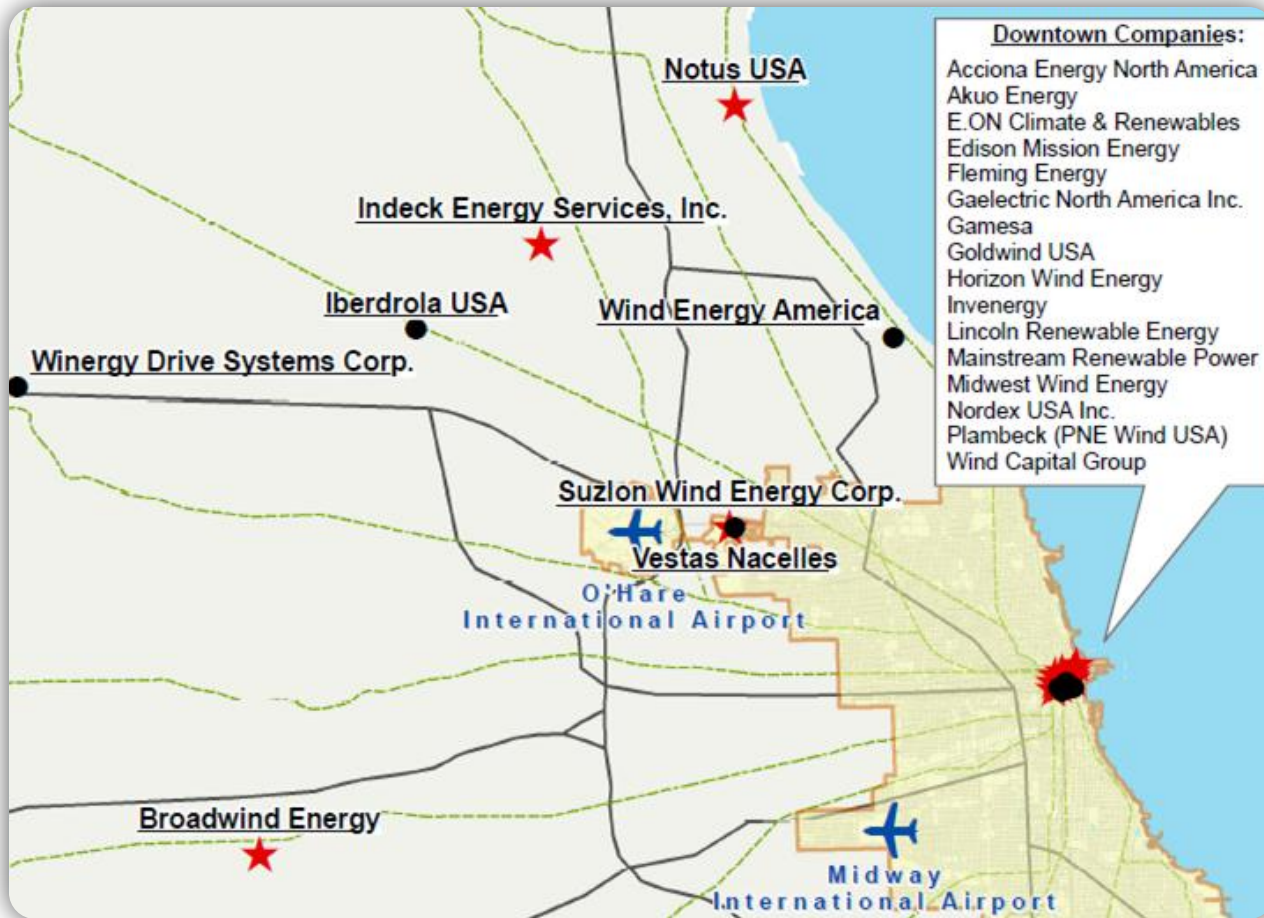 Downtown Companies:
Acciona Energy North America
Akuo Energy
E.ON Climate & Renewables
Edison Mission Energy
Fleming Energy
Gaelectric North America Inc.
Gamesa
Goldwind USA
Horizon Wind Energy
Invenergy
Lincoln Renewable Energy
Mainstream Renewable Power
Midwest Wind Energy
Nordex USA Inc.
Plambeck (PNE Wind USA)
Wind Capital Group
Notus USA
Indeck Energy Services, Inc.
Iberdrola USA
Wind Energy America
Winergy Drive Systems Corp.
Suzlon Wind Energy Corp.
Vestas Nacelles
O'Hare
International Airport
Broadwind Energy
Midway
International Airport